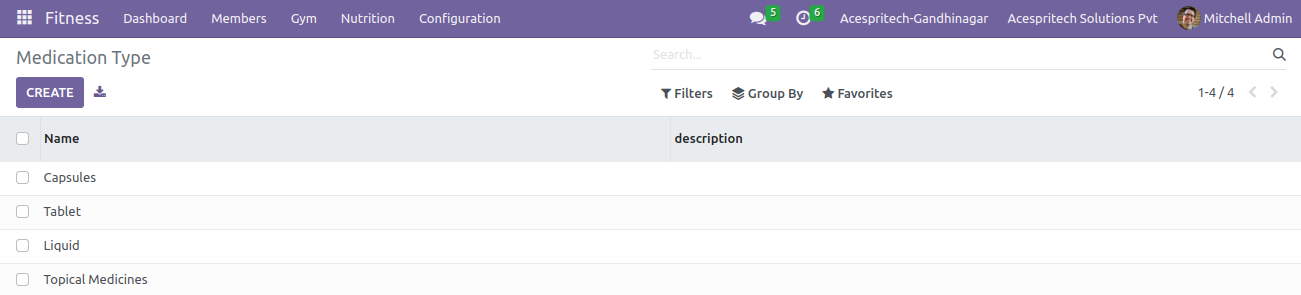 Fitness Dashboard Members Gym Nutrition Configuration 5 6 Acespritech-Gandhinagar Acespritech Solutions Pvt Mitchell Admin
Medication Type Search...
CREATE Filters Group By Favorites 1-4 / 4
Name description
Capsules
Tablet
Liquid
Topical Medicines